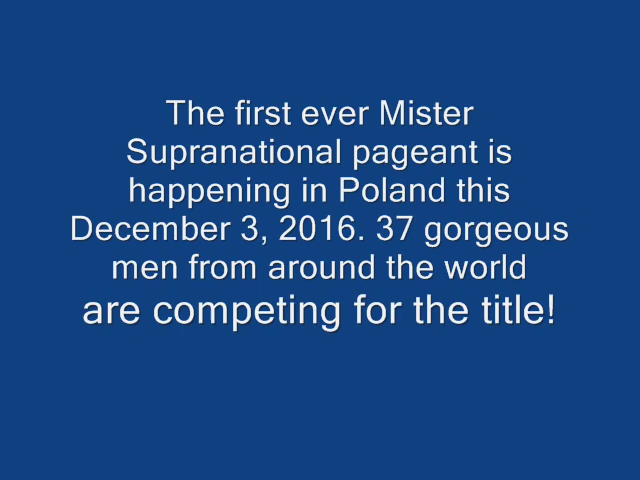 The first ever Mister
Supranational pageant is
happening in Poland this
December 3, 2016. 37 gorgeous
men from around the world
are competing for the title!